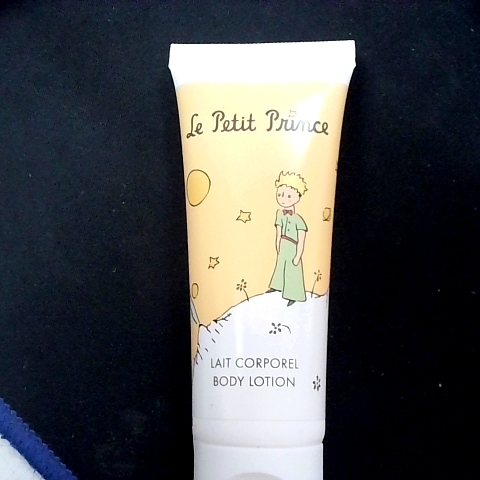 Le Petit Prince
LAIT CORPOREL
BODY LOTION